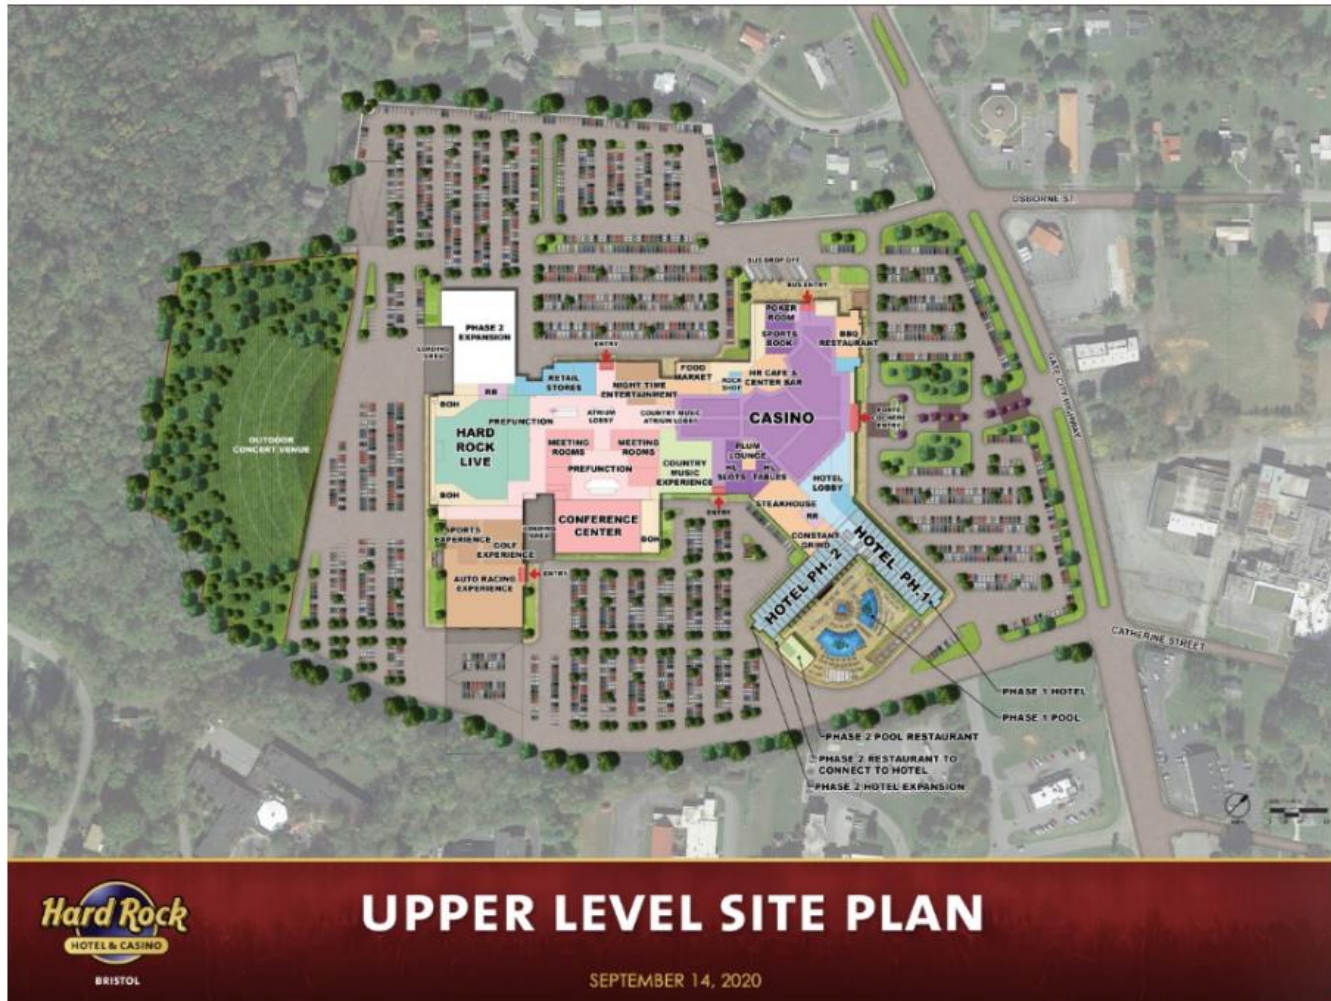 OSBORNE ST.
BUS DROP OFF
BUS ENTRY
POKER
ROOM
SPORTS
BOOK
BBQ
RESTAURANT
PHASE 2
EXPANSION
LOADING
AREA
ENTRY
FOOD
MARKET
HR CAFE &
CENTER BAR
ROCK
SHOP
RETAIL
STORES
NIGHT TIME
ENTERTAINMENT
RR
BOH
GATE CITY HIGHWAY
PREFUNCTION
ATRIUM
LOBBY
COUNTRY MUSIC
ATRIUM LOBBY
CASINO
PORTE
COCHERE
ENTRY
OUTDOOR
CONCERT VENUE
HARD
ROCK
LIVE
MEETING
ROOMS
MEETING
ROOMS
PREFUNCTION
COUNTRY
MUSIC
EXPERIENCE
PLUM
LOUNGE
HL
SLOTS
HL
TABLES
HOTEL
LOBBY
BOH
STEAKHOUSE
RR
ENTRY
CONFERENCE
CENTER
BOH
LOADING
AREA
CONSTANT
GRIND
SPORTS
EXPERIENCE
GOLF
EXPERIENCE
AUTO RACING
EXPERIENCE
ENTRY
HOTEL PH. 2
HOTEL PH. 1
CATHERINE STREET
PHASE 1 HOTEL
PHASE 1 POOL
PHASE 2 POOL RESTAURANT
PHASE 2 RESTAURANT TO
CONNECT TO HOTEL
PHASE 2 HOTEL EXPANSION
Hard Rock
HOTEL & CASINO
BRISTOL
UPPER LEVEL SITE PLAN
SEPTEMBER 14, 2020